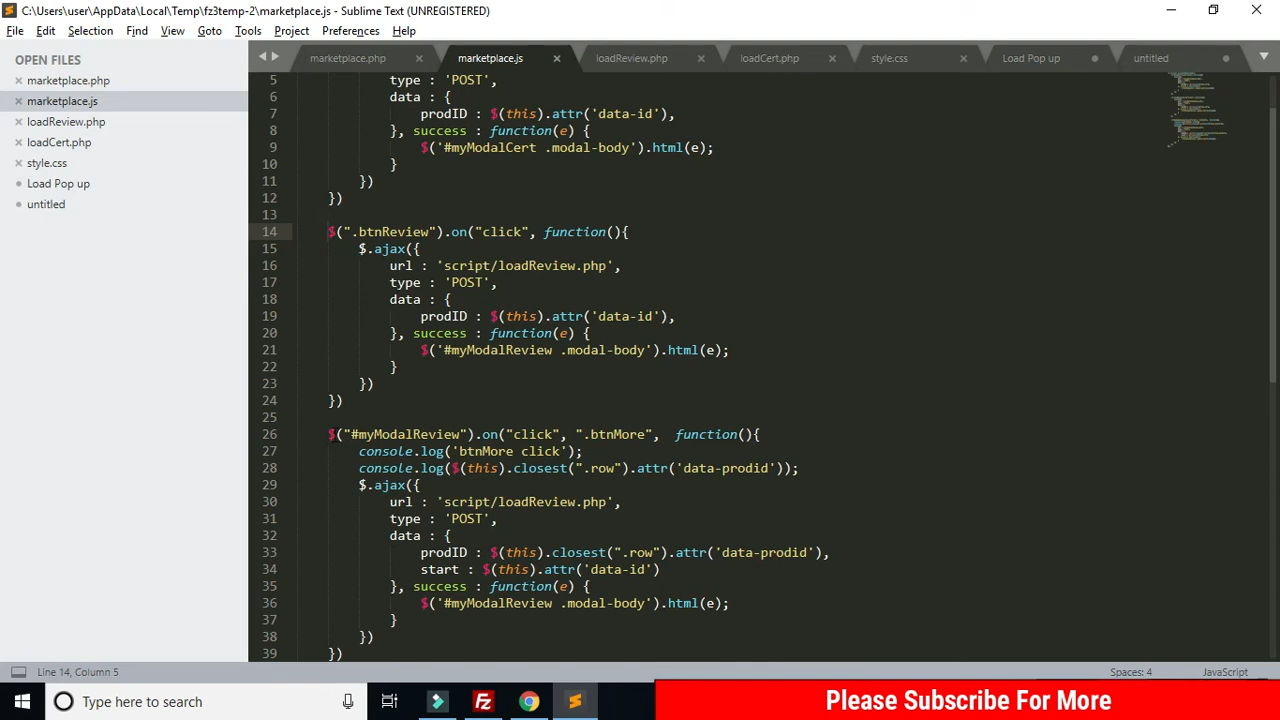 C:\Users\user\AppData\Local\Temp\fz3temp-2\marketplace.js - Sublime Text (UNREGISTERED)
File Edit Selection Find View Goto Tools Project Preferences Help
OPEN FILES
marketplace.php
marketplace.js
loadReview.php
loadCert.php
style.css
Load Pop up
untitled
marketplace.php marketplace.js loadReview.php loadCert.php style.css Load Pop up untitled
5 type : 'POST',
6 data : {
7 prodID : $(this).attr('data-id'),
8 }, success : function(e) {
9 $('#myModalCert .modal-body').html(e);
10 }
11 })
12 })
13
14 $(".btnReview").on("click", function(){
15 $.ajax({
16 url : 'script/loadReview.php',
17 type : 'POST',
18 data : {
19 prodID : $(this).attr('data-id'),
20 }, success : function(e) {
21 $('#myModalReview .modal-body').html(e);
22 }
23 })
24 })
25
26 $("#myModalReview").on("click", ".btnMore",  function(){
27 console.log('btnMore click');
28 console.log($(this).closest(".row").attr('data-prodid'));
29 $.ajax({
30 url : 'script/loadReview.php',
31 type : 'POST',
32 data : {
33 prodID : $(this).closest(".row").attr('data-prodid'),
34 start : $(this).attr('data-id')
35 }, success : function(e) {
36 $('#myModalReview .modal-body').html(e);
37 }
38 })
39 })
Line 14, Column 5
Spaces: 4
JavaScript
Type here to search
Please Subscribe For More